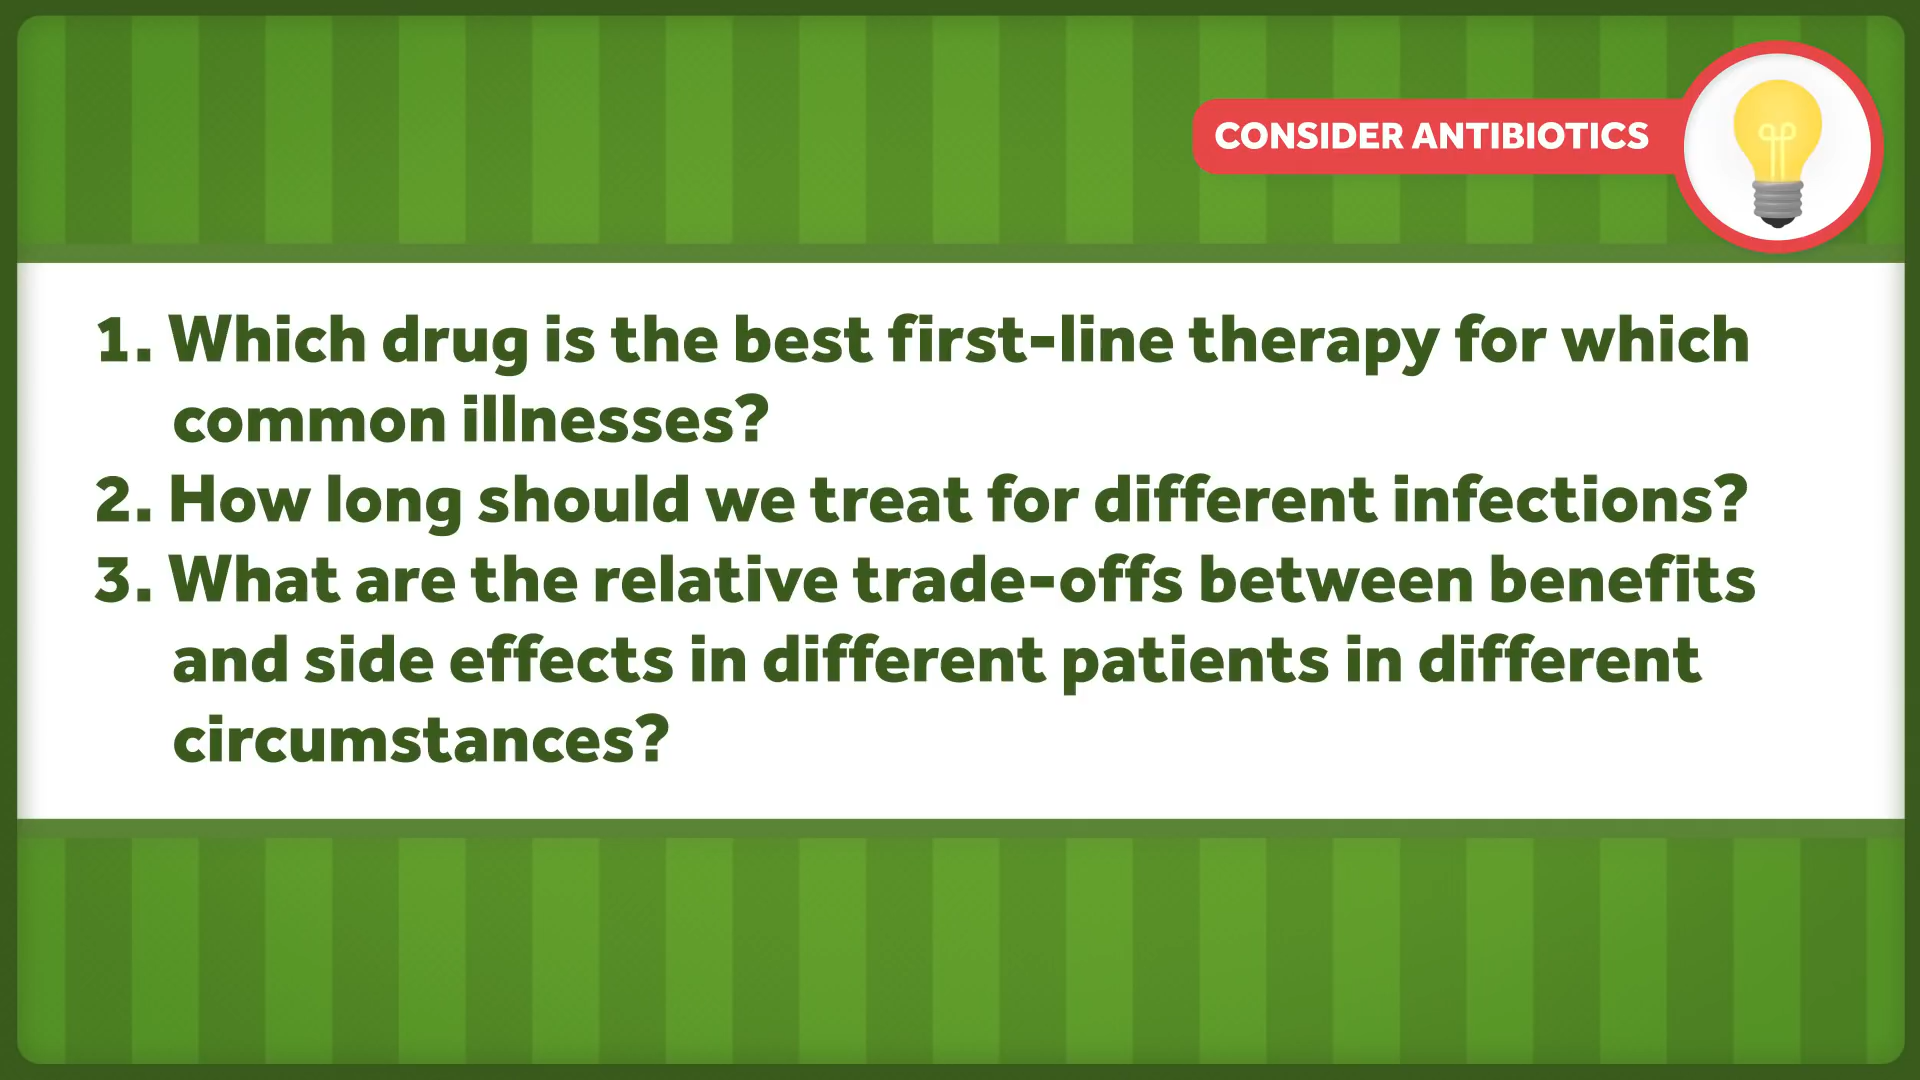 CONSIDER ANTIBIOTICS
1. Which drug is the best first-line therapy for which
common illnesses?
2. How long should we treat for different infections?
3. What are the relative trade-offs between benefits
and side effects in different patients in different
circumstances?